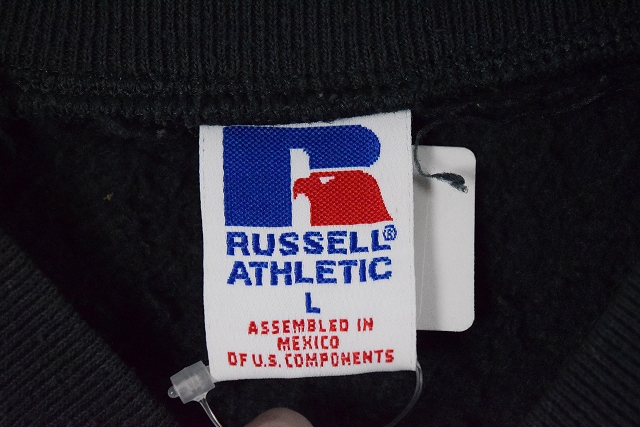 RUSSELL®
ATHLETIC
L
ASSEMBLED IN
MEXICO
OF U.S. COMPONENTS